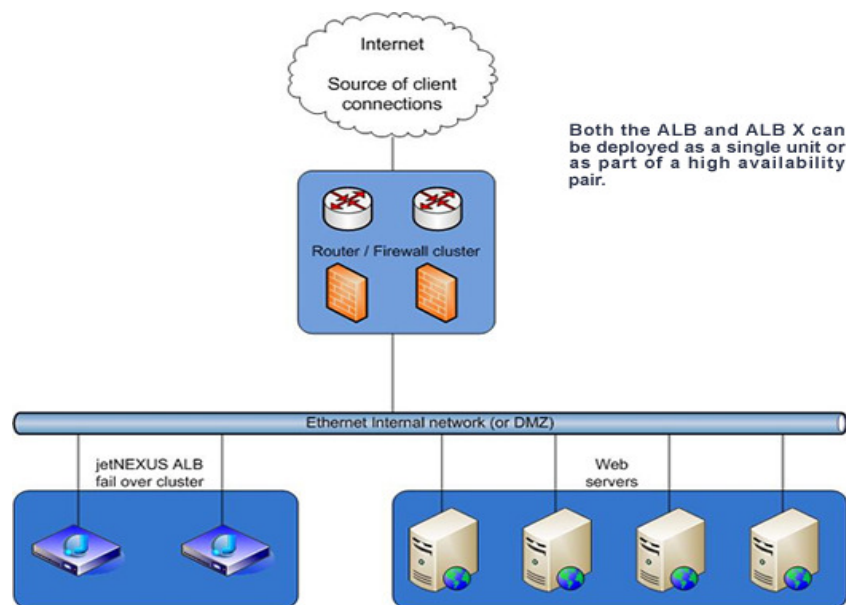 Internet
Source of client
connections
Both the ALB and ALB X can
be deployed as a single unit or
as part of a high availability
pair.
Router / Firewall cluster
Ethernet Internal network (or DMZ)
jetNEXUS ALB
fail over cluster
Web
servers